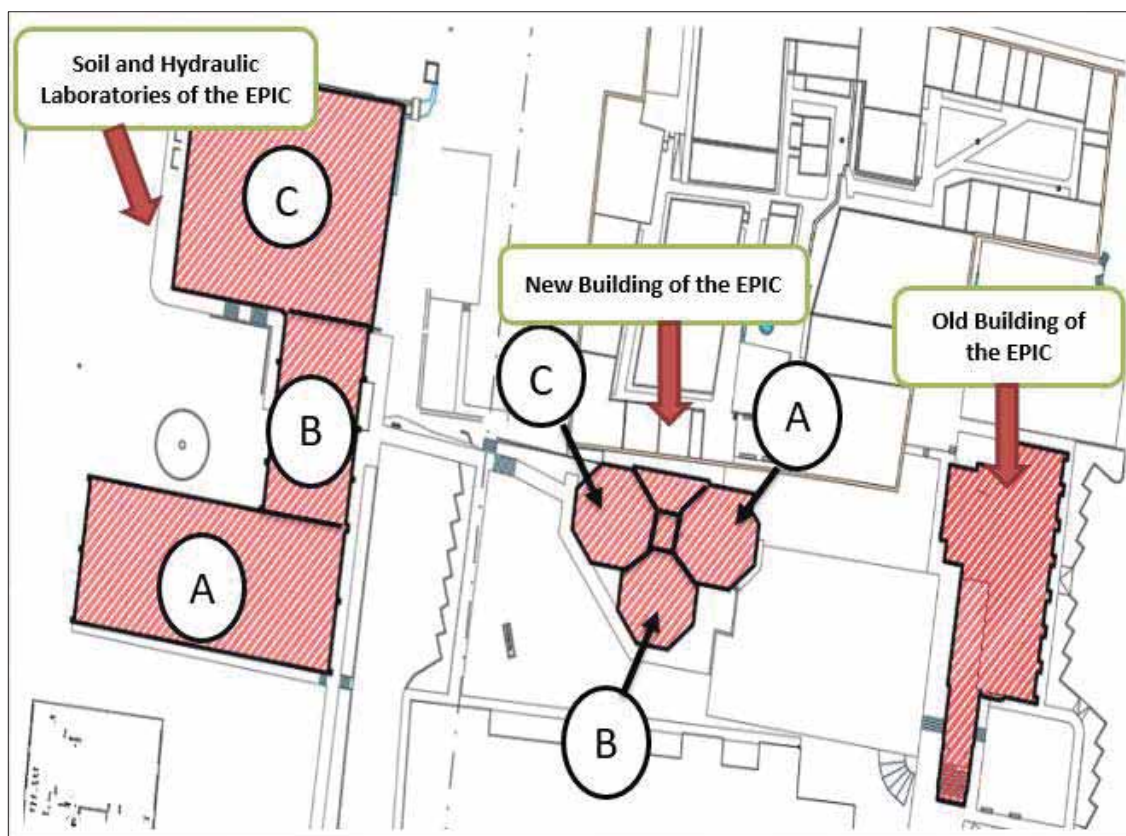 Soil and Hydraulic
Laboratories of the EPIC
C
New Building of the EPIC
Old Building of
the EPIC
C
A
B
A
B